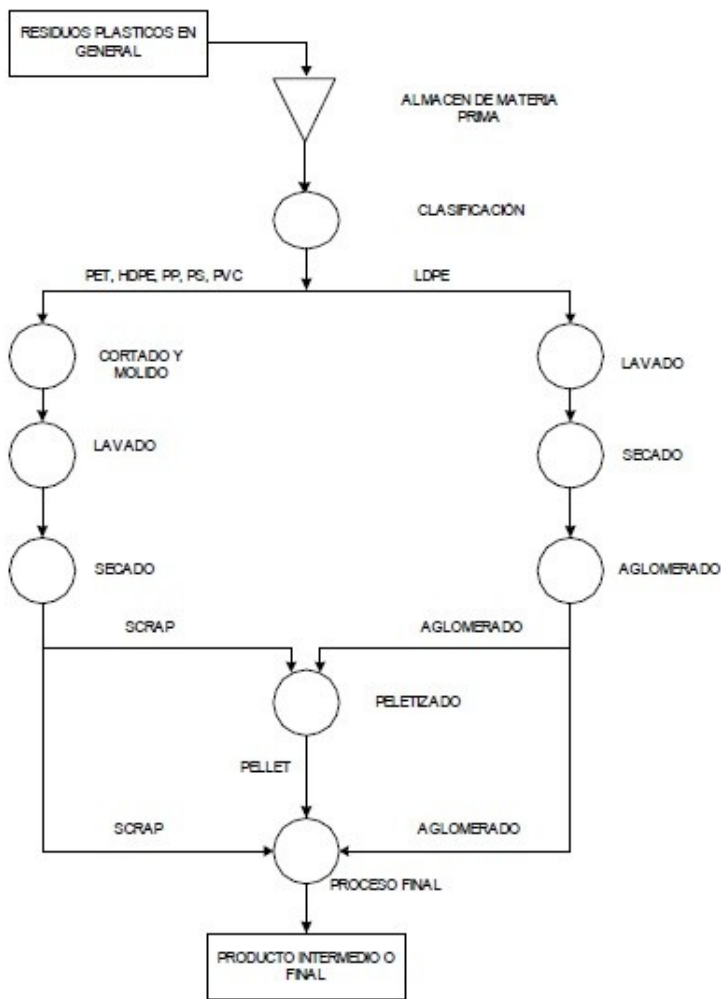 RESIDUOS PLASTICOS EN
GENERAL
ALMACEN DE MATERIA
PRIMA
CLASIFICACIÓN
PET, HDPE, PP, PS, PVC
LDPE
CORTADO Y
MOLIDO
LAVADO
LAVADO
SECADO
SECADO
AGLOMERADO
SCRAP
AGLOMERADO
PELETIZADO
PELLET
SCRAP
AGLOMERADO
PROCESO FINAL
PRODUCTO INTERMEDIO O
FINAL